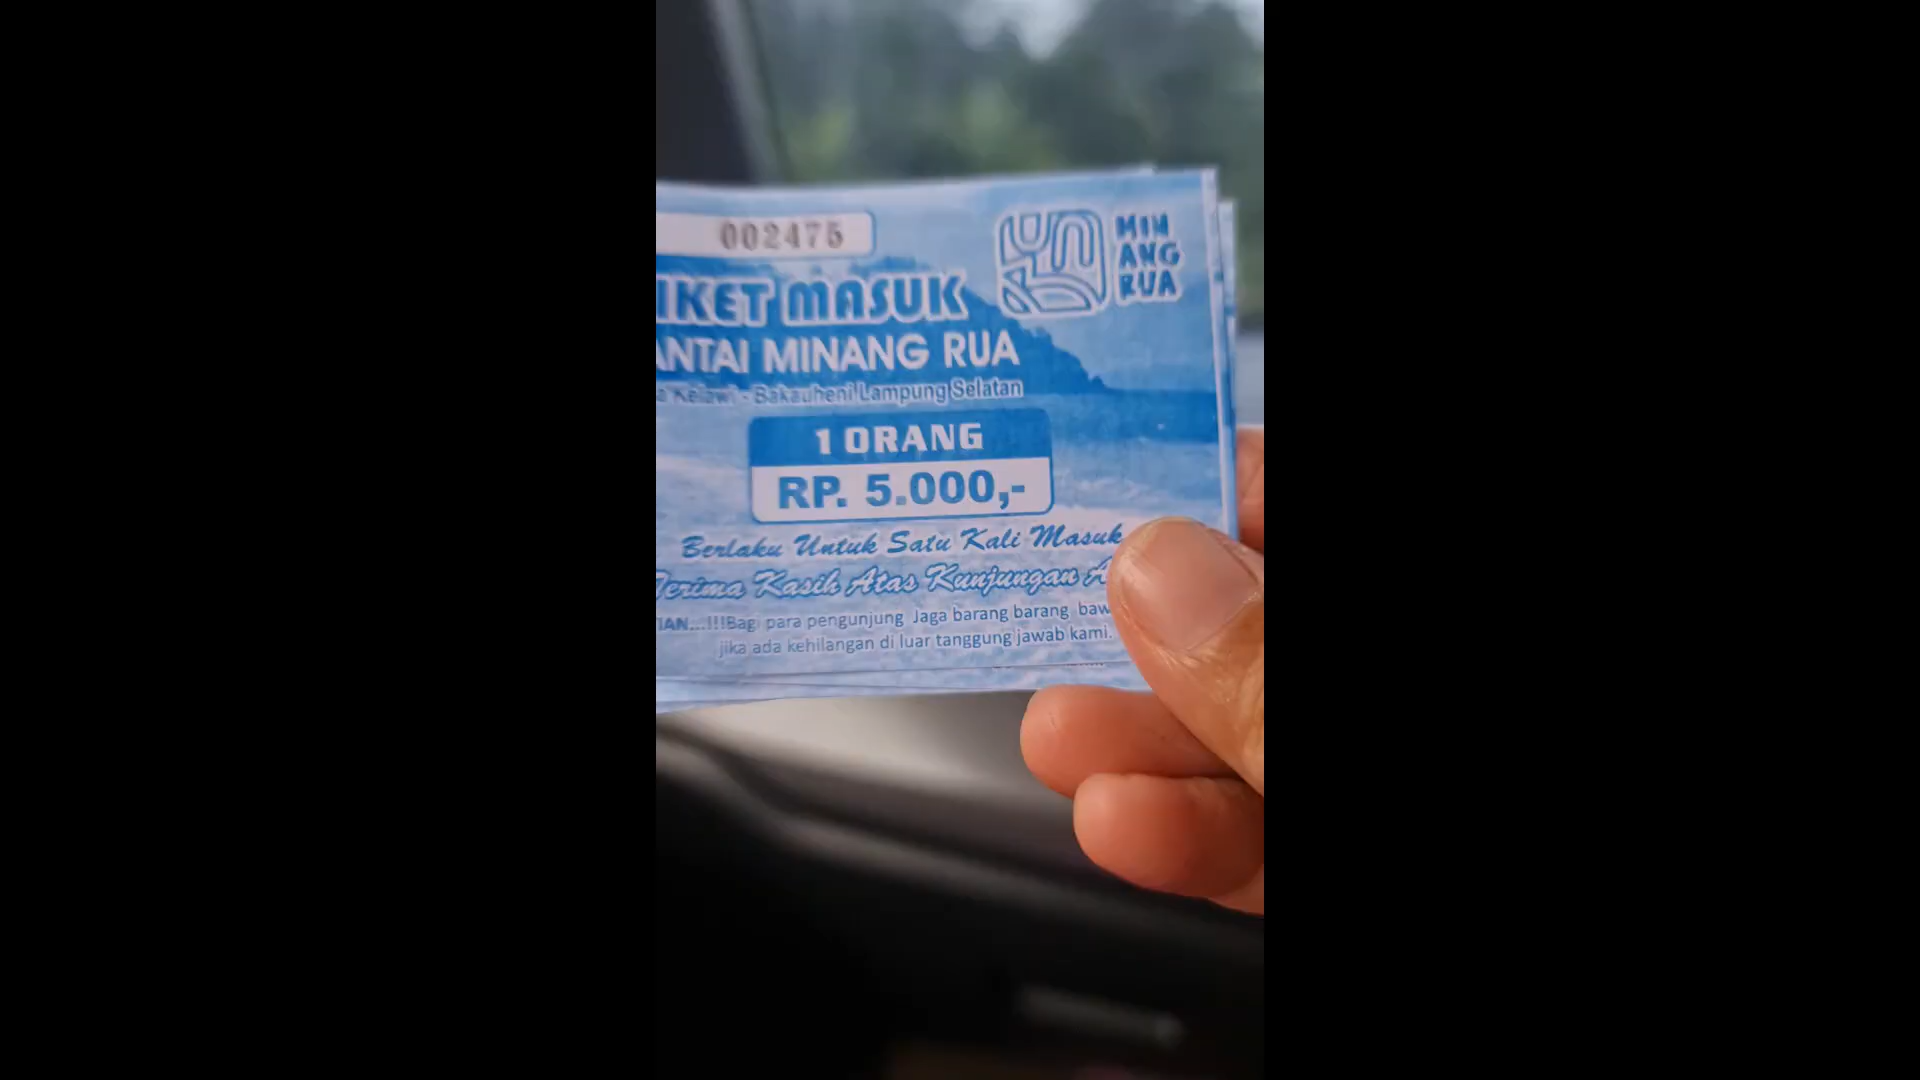 002475
MIN
ANG
RUA
IKET MASUK
ANTAI MINANG RUA
a Kelawi - Bakauheni Lampung Selatan
1 ORANG
RP. 5.000,-
Berlaku Untuk Satu Kali Masuk
Terima Kasih Atas Kunjungan A
IAN...!!!Bagi para pengunjung Jaga barang barang baw
jika ada kehilangan di luar tanggung jawab kami.